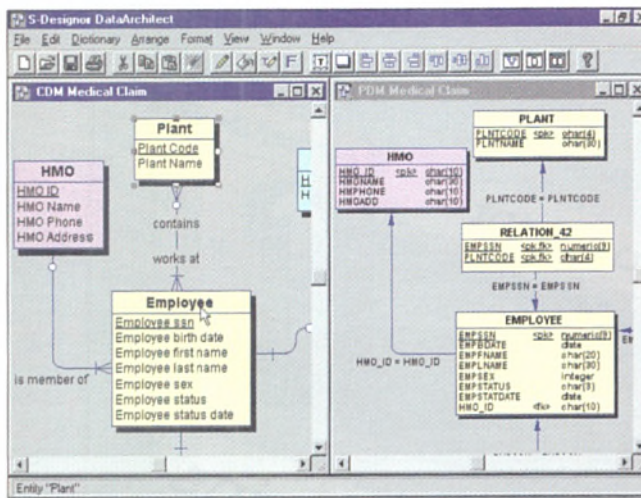 S-Designor DataArchitect
File Edit Dictionary Arrange Format View Window Help
CDM Medical Claim
Plant
Plant Code
Plant Name
HMO
HMO ID
HMO Name
HMO Phone
HMO Address
contains
works at
Employee
Employee ssn
Employee birth date
Employee first name
Employee last name
Employee sex
Employee status
Employee status date
is member of
PDM Medical Claim
PLANT
PLNTCODE <pk> char(4)
PLNTNAME char(30)
HMO
HMO_ID <pk> char(10)
HMONAME char(30)
HMPHONE char(10)
HMOADD char(10)
PLNTCODE = PLNTCODE
RELATION_42
EMPSSN <pk,fk> numeric(9)
PLNTCODE <pk,fk> char(4)
EMPSSN = EMPSSN
EMPLOYEE
EMPSSN <pk> numeric(9)
EMPBDATE date
EMPFNAME char(20)
EMPLNAME char(30)
EMPSEX integer
EMPSTATUS char(8)
EMPSTATDATE date
HMO_ID <fk> char(10)
HMO_ID = HMO_ID
Entity "Plant"